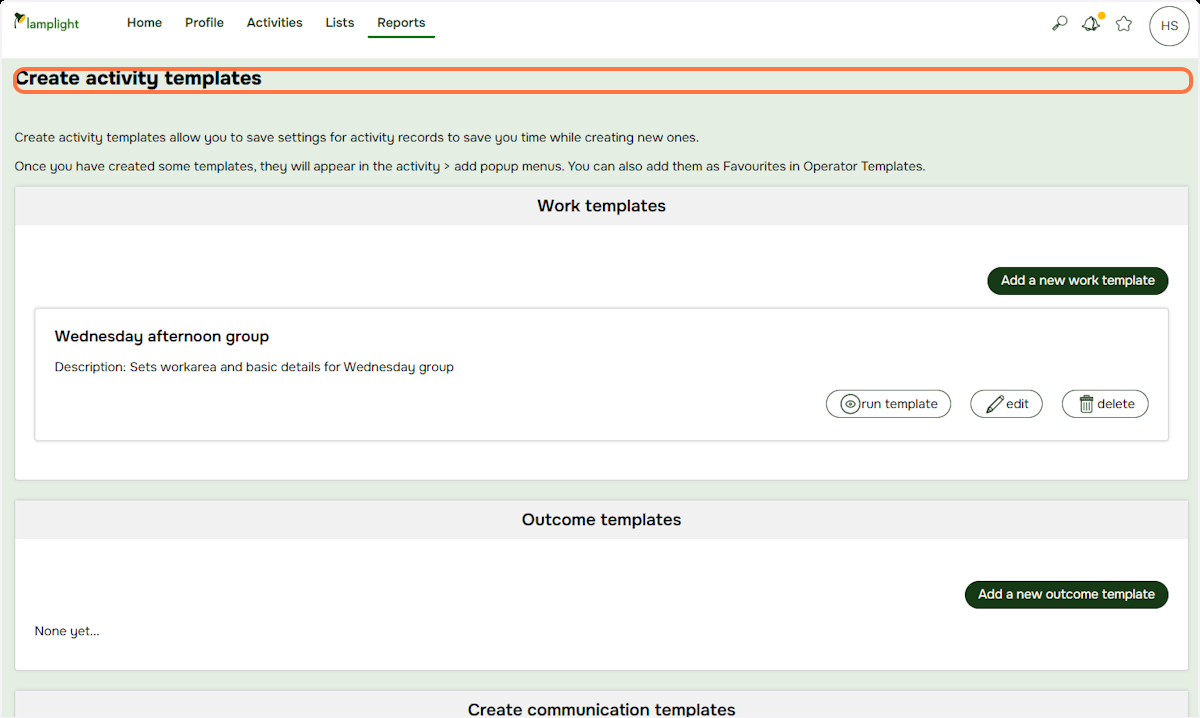 lamplight Home Profile Activities Lists Reports HS
Create activity templates
Create activity templates allow you to save settings for activity records to save you time while creating new ones.
Once you have created some templates, they will appear in the activity > add popup menus. You can also add them as Favourites in Operator Templates.
Work templates
Add a new work template
Wednesday afternoon group
Description: Sets workarea and basic details for Wednesday group
run template edit delete
Outcome templates
Add a new outcome template
None yet...
Create communication templates